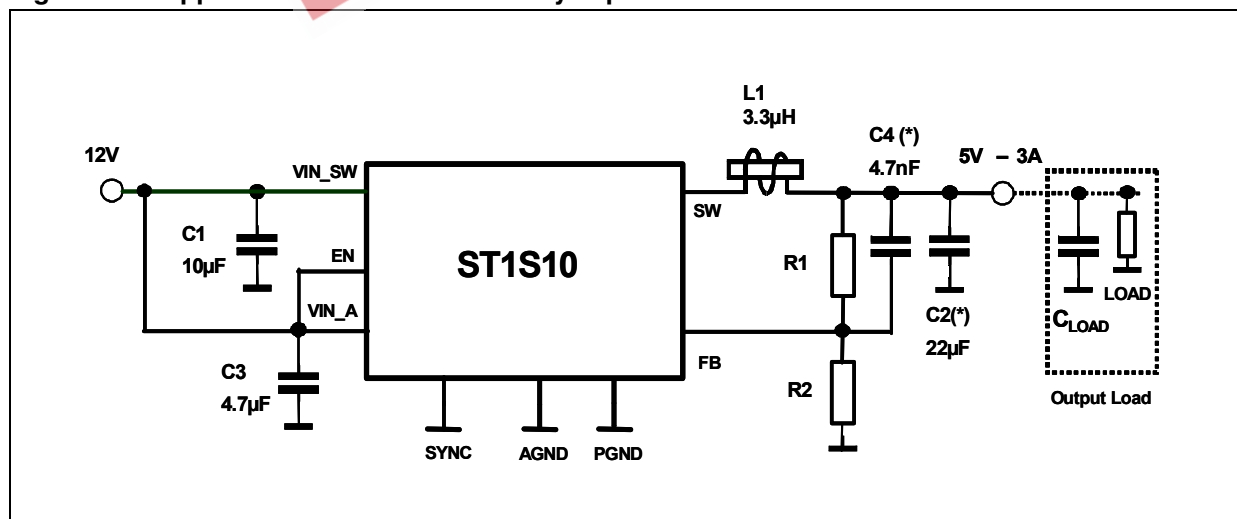 L1
3.3µH
C4 (*)
4.7nF
5V – 3A
12V
VIN_SW
SW
C1
10µF
EN
ST1S10
R1
LOAD
VIN_A
C2(*)
22µF
CLOAD
C3
4.7µF
FB
R2
Output Load
SYNC
AGND
PGND